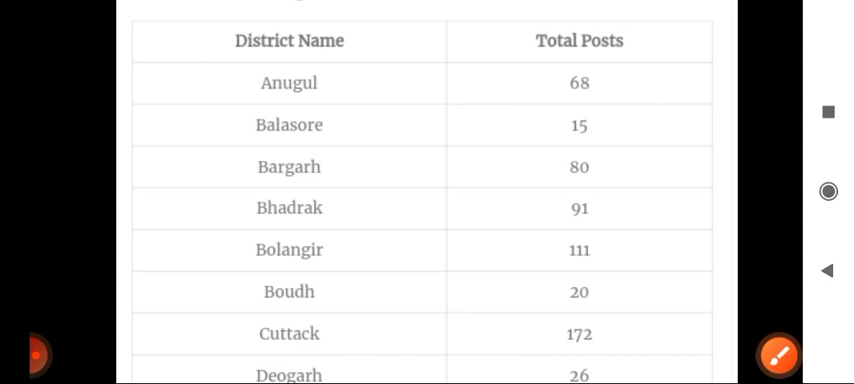 District Name Total Posts
Anugul 68
Balasore 15
Bargarh 80
Bhadrak 91
Bolangir 111
Boudh 20
Cuttack 172
Deogarh 26